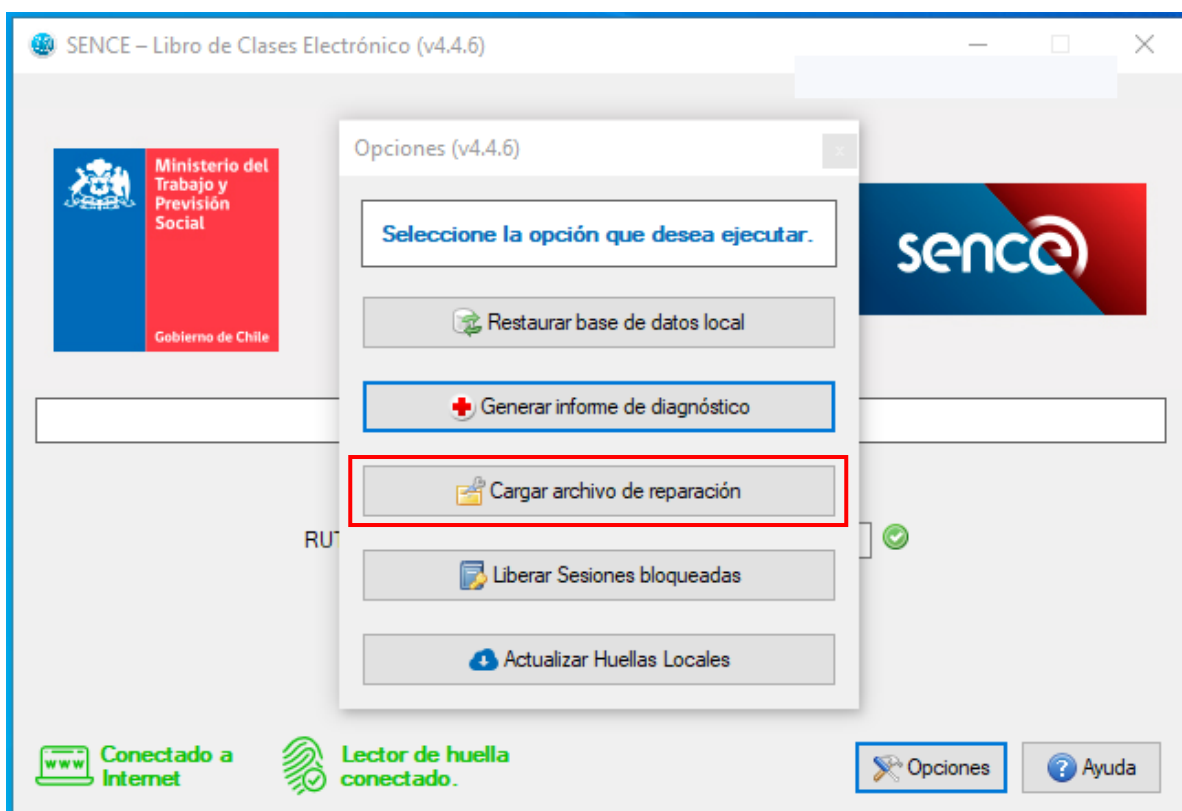 SENCE – Libro de Clases Electrónico (v4.4.6)
Opciones (v4.4.6)
x
Ministerio del
Trabajo y
Previsión
Social
Gobierno de Chile
sence
Seleccione la opción que desea ejecutar.
Restaurar base de datos local
Generar informe de diagnóstico
Cargar archivo de reparación
RUT
Liberar Sesiones bloqueadas
Actualizar Huellas Locales
www
Conectado a
Internet
Lector de huella
conectado.
Opciones
Ayuda